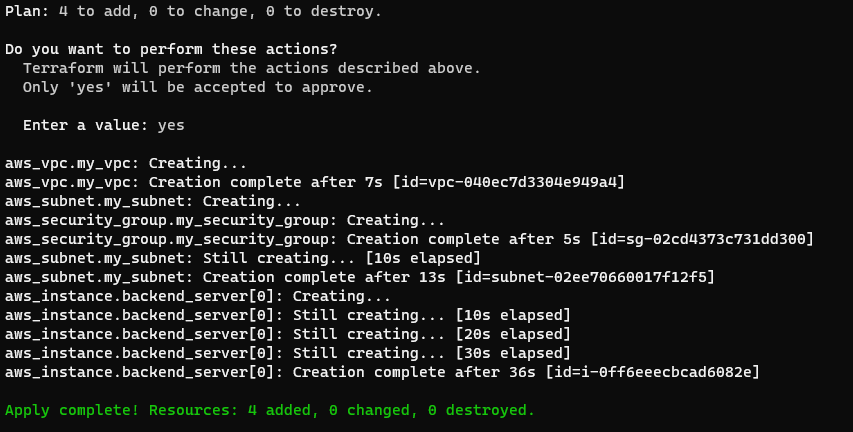 Plan: 4 to add, 0 to change, 0 to destroy.
Do you want to perform these actions?
Terraform will perform the actions described above.
Only 'yes' will be accepted to approve.
Enter a value: yes
aws_vpc.my_vpc: Creating...
aws_vpc.my_vpc: Creation complete after 7s [id=vpc-040ec7d3304e949a4]
aws_subnet.my_subnet: Creating...
aws_security_group.my_security_group: Creating...
aws_security_group.my_security_group: Creation complete after 5s [id=sg-02cd4373c731dd300]
aws_subnet.my_subnet: Still creating... [10s elapsed]
aws_subnet.my_subnet: Creation complete after 13s [id=subnet-02ee70660017f12f5]
aws_instance.backend_server[0]: Creating...
aws_instance.backend_server[0]: Still creating... [10s elapsed]
aws_instance.backend_server[0]: Still creating... [20s elapsed]
aws_instance.backend_server[0]: Still creating... [30s elapsed]
aws_instance.backend_server[0]: Creation complete after 36s [id=i-0ff6eeecbcad6082e]
Apply complete! Resources: 4 added, 0 changed, 0 destroyed.